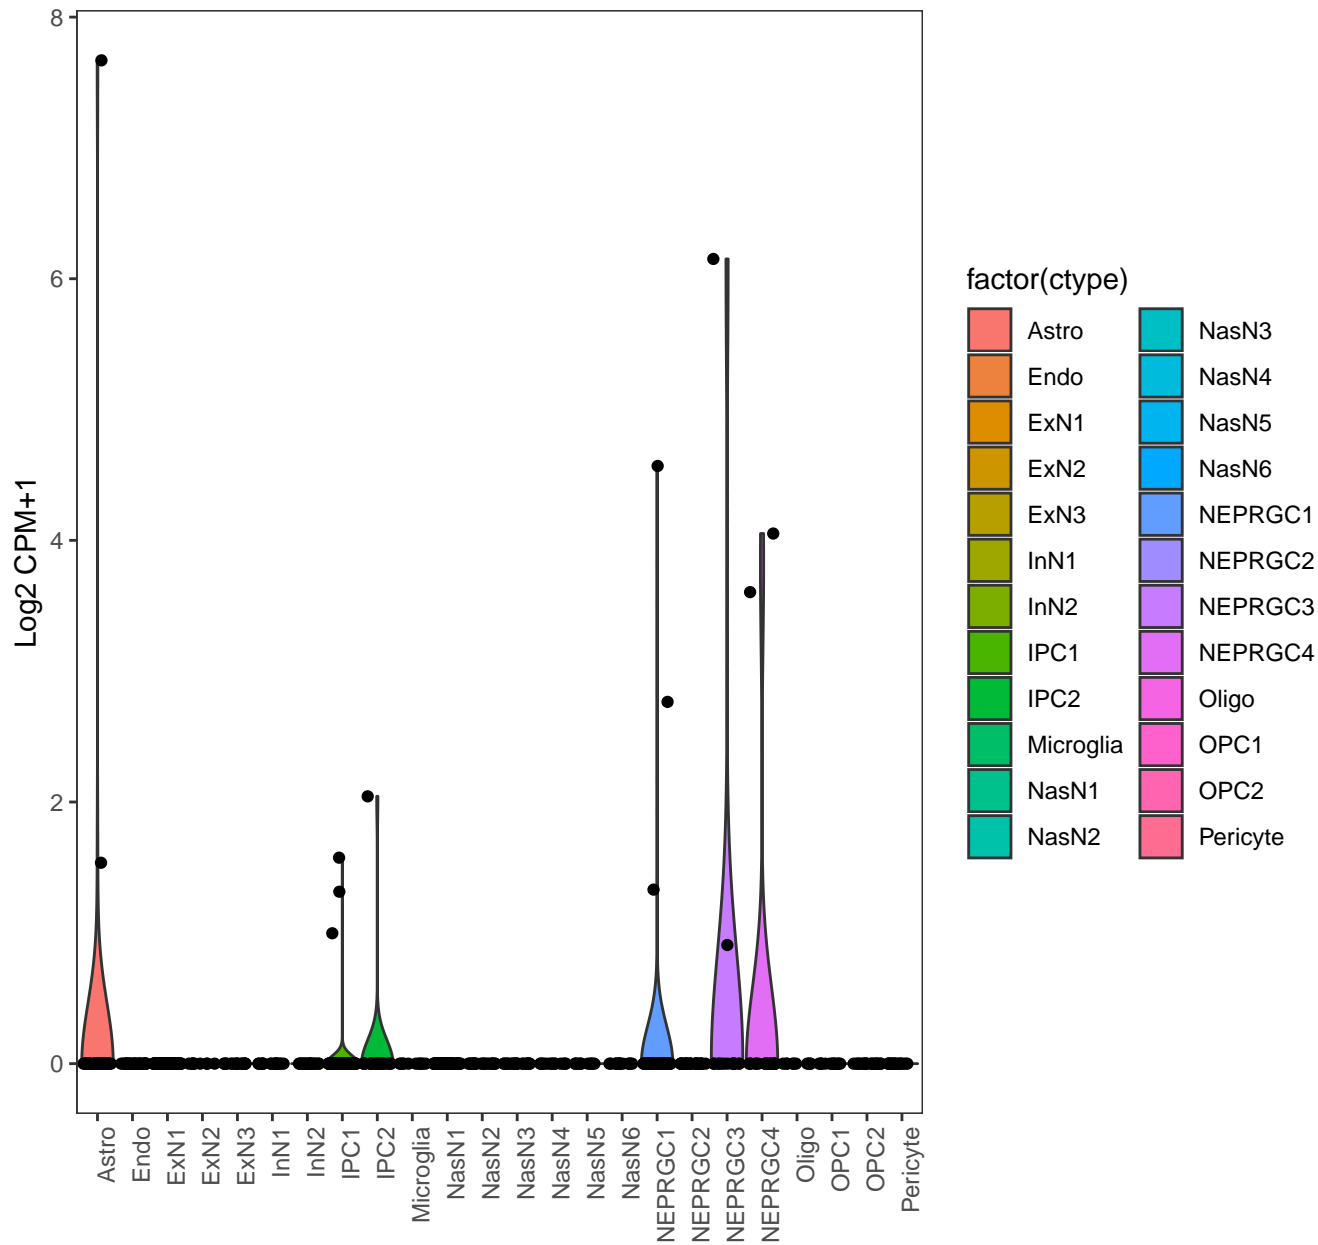 8
6
4
2
0
Log2 CPM+1
Astro
Endo
ExN1
ExN2
ExN3
InN1
InN2
IPC1
IPC2
Microglia
NasN1
NasN2
NasN3
NasN4
NasN5
NasN6
NEPRGC1
NEPRGC2
NEPRGC3
NEPRGC4
Oligo
OPC1
OPC2
Pericyte
factor(ctype)
Astro
Endo
ExN1
ExN2
ExN3
InN1
InN2
IPC1
IPC2
Microglia
NasN1
NasN2
NasN3
NasN4
NasN5
NasN6
NEPRGC1
NEPRGC2
NEPRGC3
NEPRGC4
Oligo
OPC1
OPC2
Pericyte